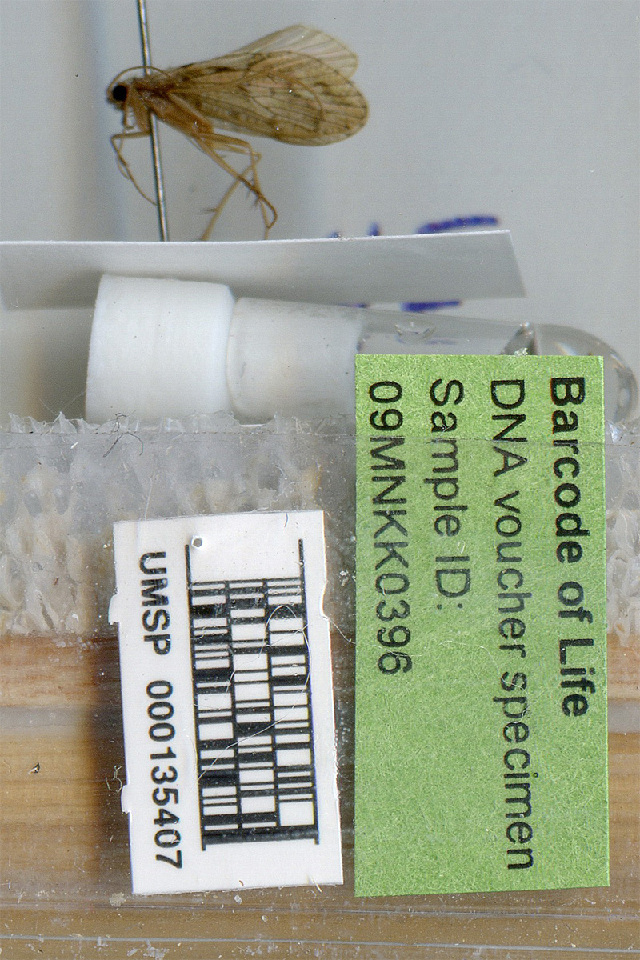 Barcode of Life
DNA voucher specimen
Sample ID:
09MNKK0396
UMSP 000135407